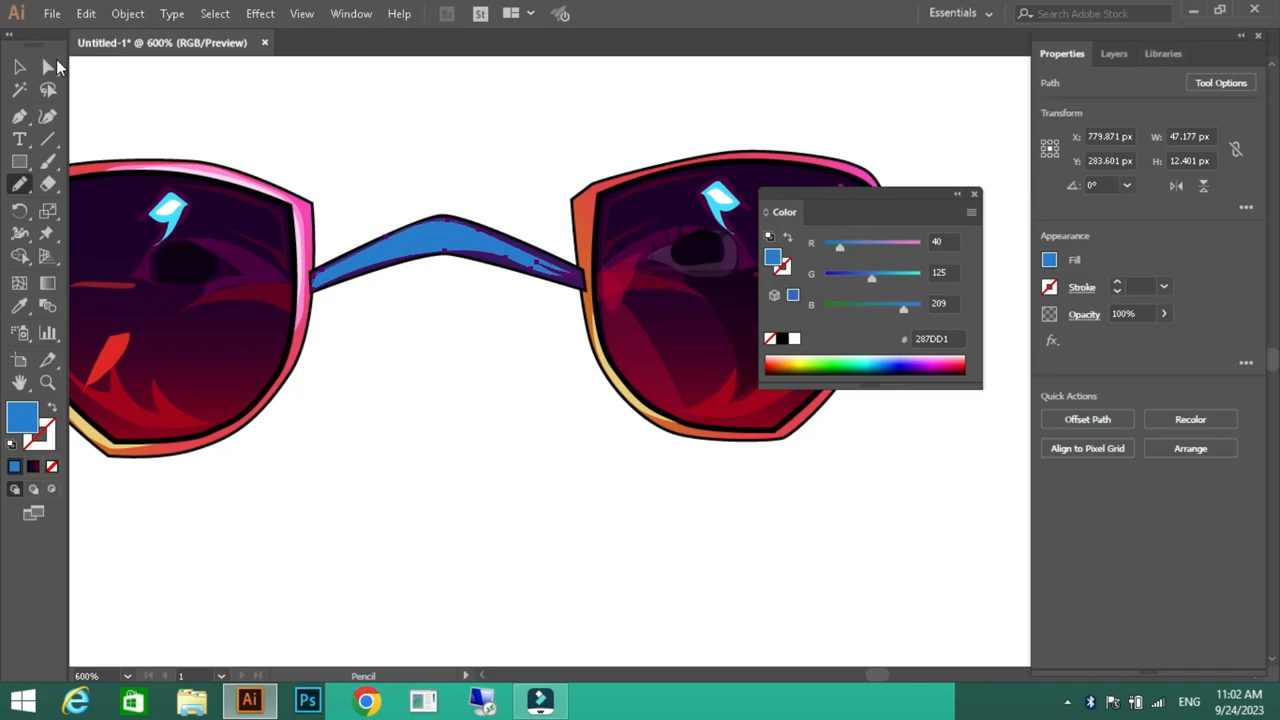 Ai File Edit Object Type Select Effect View Window Help Br St Essentials Search Adobe Stock
Untitled-1* @ 600% (RGB/Preview)
Properties Layers Libraries
Path Tool Options
Transform
X: 779.871 px W: 47.177 px
Y: 283.601 px H: 12.401 px
0°
Color
R 40
G 125
B 209
# 287DD1
Appearance
Fill
Stroke
Opacity 100%
fx.
Quick Actions
Offset Path Recolor
Align to Pixel Grid Arrange
600% 1 Pencil
Ai Ps ENG 11:02 AM
9/24/2023